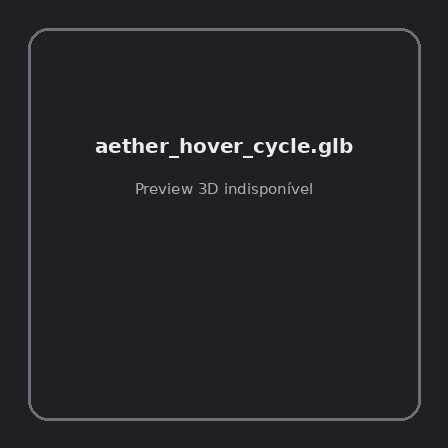 aether_hover_cycle.glb
Preview 3D indisponível